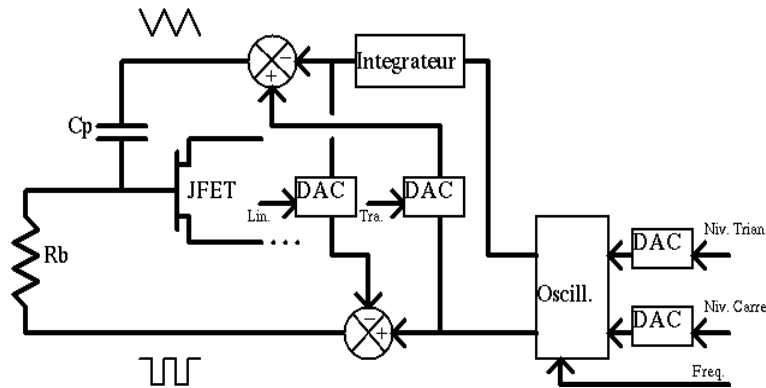 −
+
Integrateur
Cp
JFET
DAC
DAC
Lin.
Tra.
Niv. Trian
DAC
Rb
Oscill.
Niv. Carre
−
+
DAC
Freq.